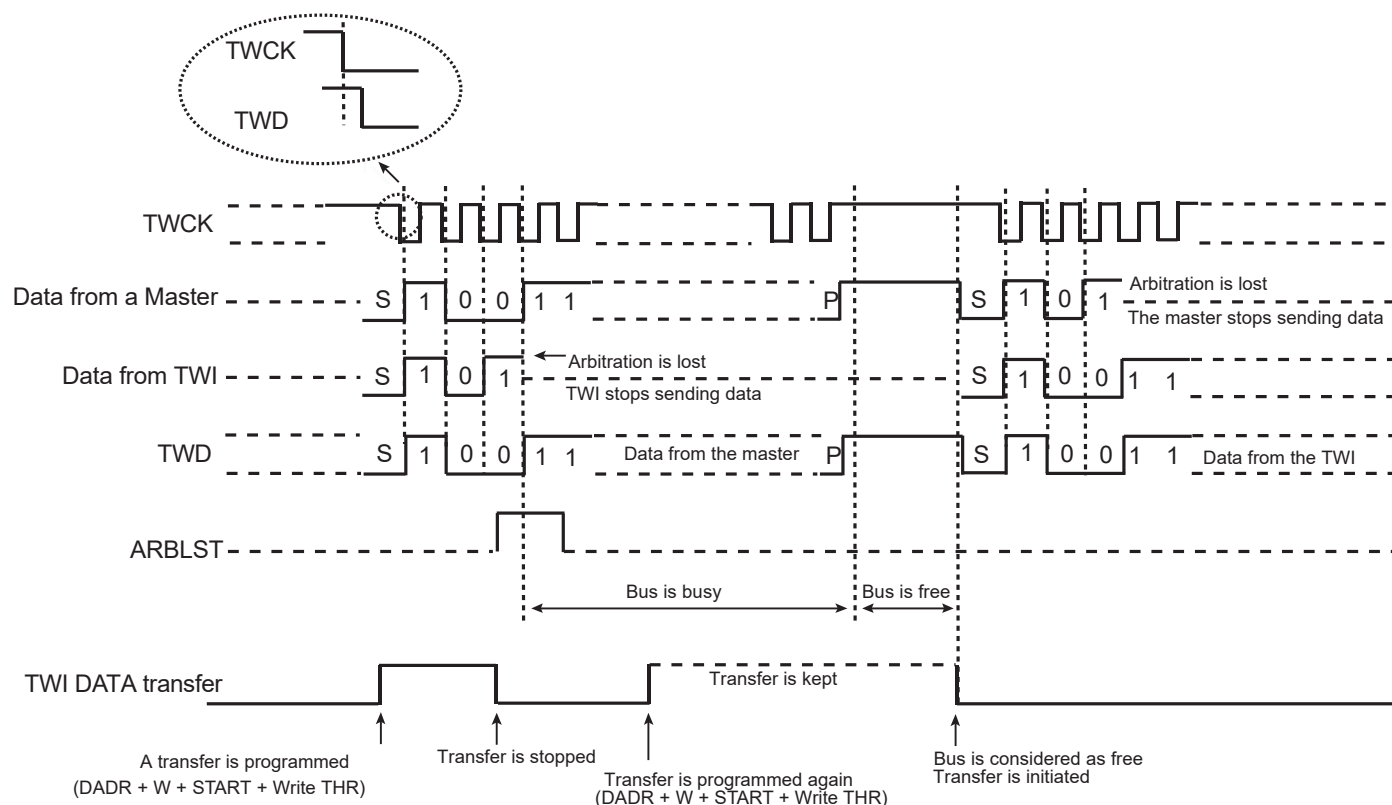 TWCK
TWD
TWCK
Data from a Master
S 1 0 0 1 1
P
S 1 0 1
Arbitration is lost
The master stops sending data
Data from TWI
S 1 0 1
Arbitration is lost
TWI stops sending data
S 1 0 0 1 1
TWD
S 1 0 0 1 1
Data from the master
P
S 1 0 0 1 1
Data from the TWI
ARBLST
Bus is busy
Bus is free
TWI DATA transfer
Transfer is kept
A transfer is programmed
(DADR + W + START + Write THR)
Transfer is stopped
Transfer is programmed again
(DADR + W + START + Write THR)
Bus is considered as free
Transfer is initiated